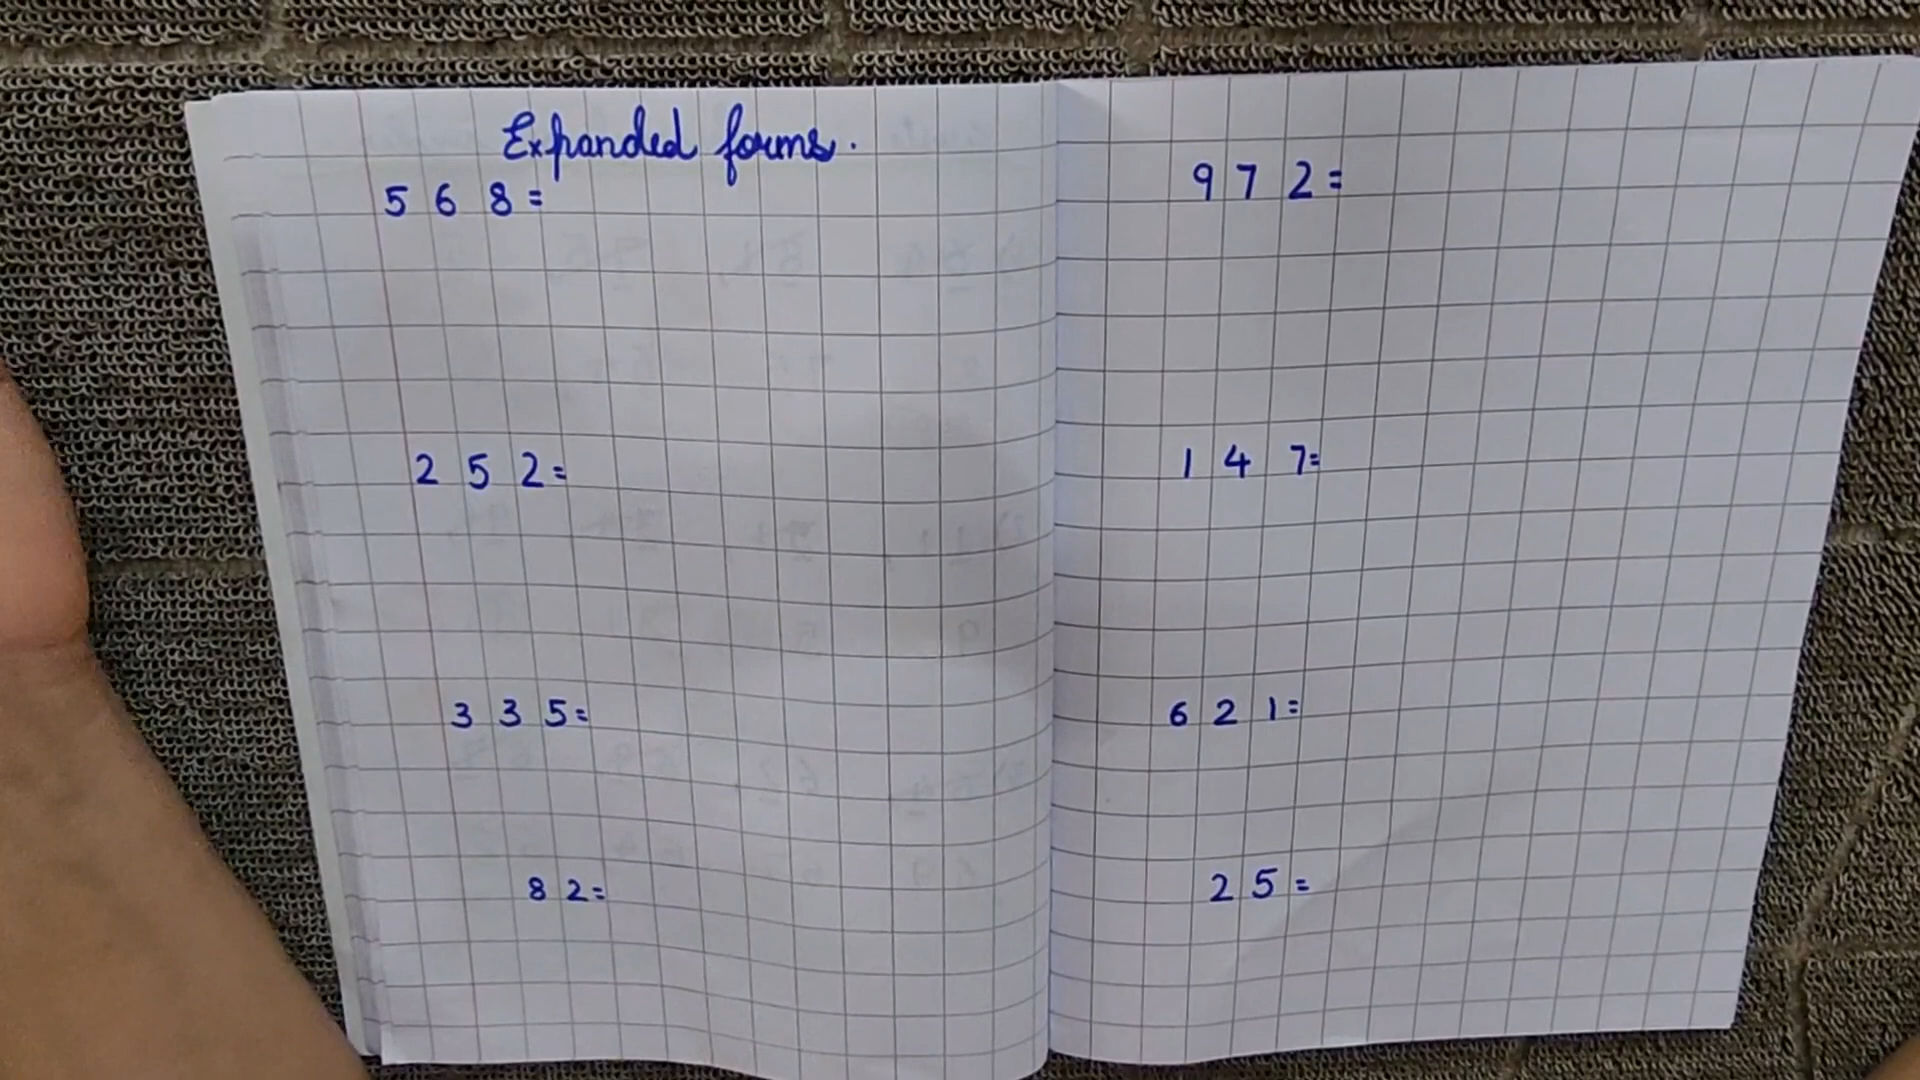 Expanded forms.
5 6 8 =
2 5 2 =
3 3 5 =
8 2 =
9 7 2 =
1 4 7 =
6 2 1 =
2 5 =